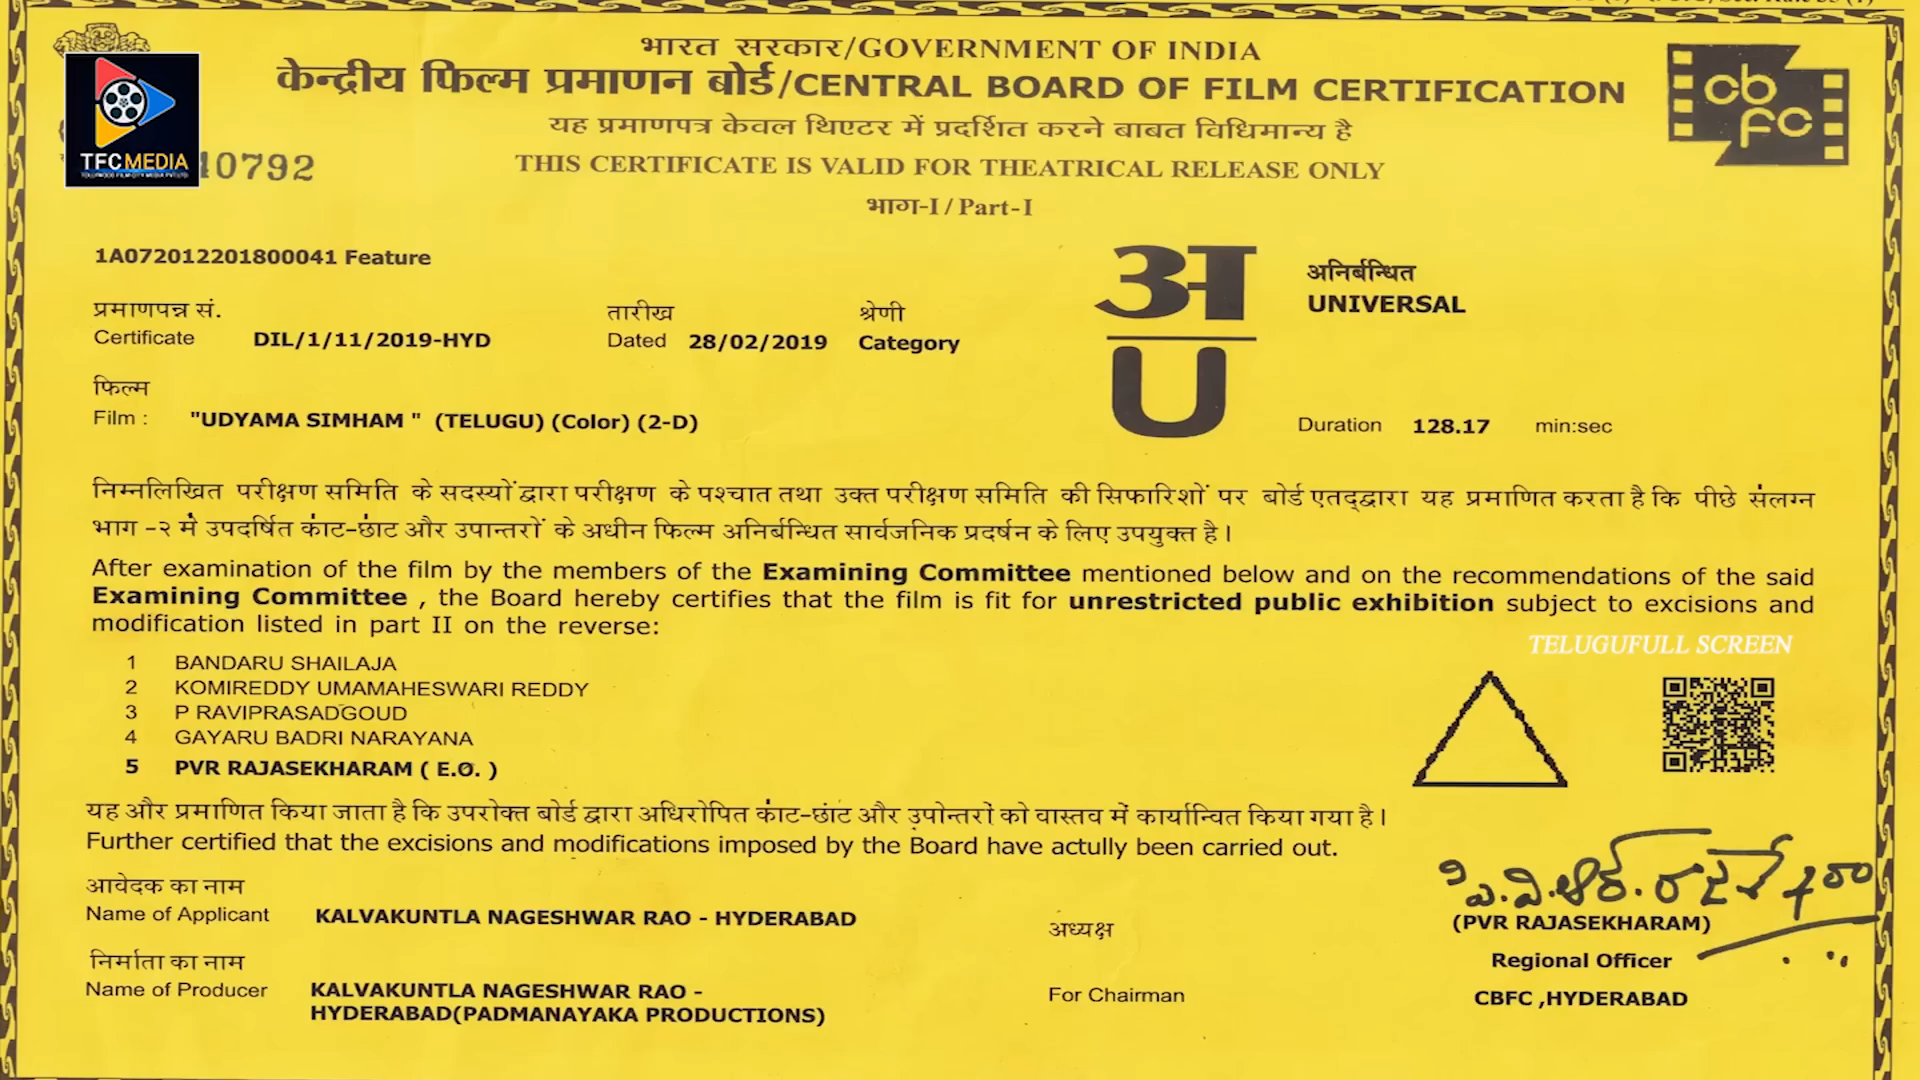 भारत सरकार/GOVERNMENT OF INDIA
केन्द्रीय फिल्म प्रमाणन बोर्ड/CENTRAL BOARD OF FILM CERTIFICATION
cbfc
यह प्रमाणपत्र केवल थिएटर में प्रदर्शित करने बाबत विधिमान्य है
TFC MEDIA
TOLLYWOOD FILM CITY MEDIA PVT.LTD.
40792
THIS CERTIFICATE IS VALID FOR THEATRICAL RELEASE ONLY
भाग-I / Part-I
1A072012201800041 Feature
अ
U
अनिर्बन्धित
UNIVERSAL
प्रमाणपत्र सं. तारीख श्रेणी
Certificate DIL/1/11/2019-HYD Dated 28/02/2019 Category
फिल्म
Film : "UDYAMA SIMHAM " (TELUGU) (Color) (2-D)
Duration 128.17 min:sec
निम्नलिखित परीक्षण समिति के सदस्यों द्वारा परीक्षण के पश्चात तथा उक्त परीक्षण समिति की सिफारिशों पर बोर्ड एतद्द्वारा यह प्रमाणित करता है कि पीछे संलग्न
भाग -२ में उपदर्षित कांट-छांट और उपान्तरों के अधीन फिल्म अनिर्बन्धित सार्वजनिक प्रदर्षन के लिए उपयुक्त है।
After examination of the film by the members of the Examining Committee mentioned below and on the recommendations of the said
Examining Committee , the Board hereby certifies that the film is fit for unrestricted public exhibition subject to excisions and
modification listed in part II on the reverse:
TELUGUFULL SCREEN
1 BANDARU SHAILAJA
2 KOMIREDDY UMAMAHESWARI REDDY
3 P RAVIPRASADGOUD
4 GAYARU BADRI NARAYANA
5 PVR RAJASEKHARAM ( E.O. )
यह और प्रमाणित किया जाता है कि उपरोक्त बोर्ड द्वारा अधिरोपित कांट-छांट और उपोन्तरों को वास्तव में कार्यान्वित किया गया है।
Further certified that the excisions and modifications imposed by the Board have actully been carried out.
आवेदक का नाम
Name of Applicant KALVAKUNTLA NAGESHWAR RAO - HYDERABAD
अध्यक्ष
(PVR RAJASEKHARAM)
निर्माता का नाम
Regional Officer
Name of Producer KALVAKUNTLA NAGESHWAR RAO -
HYDERABAD(PADMANAYAKA PRODUCTIONS)
For Chairman
CBFC ,HYDERABAD